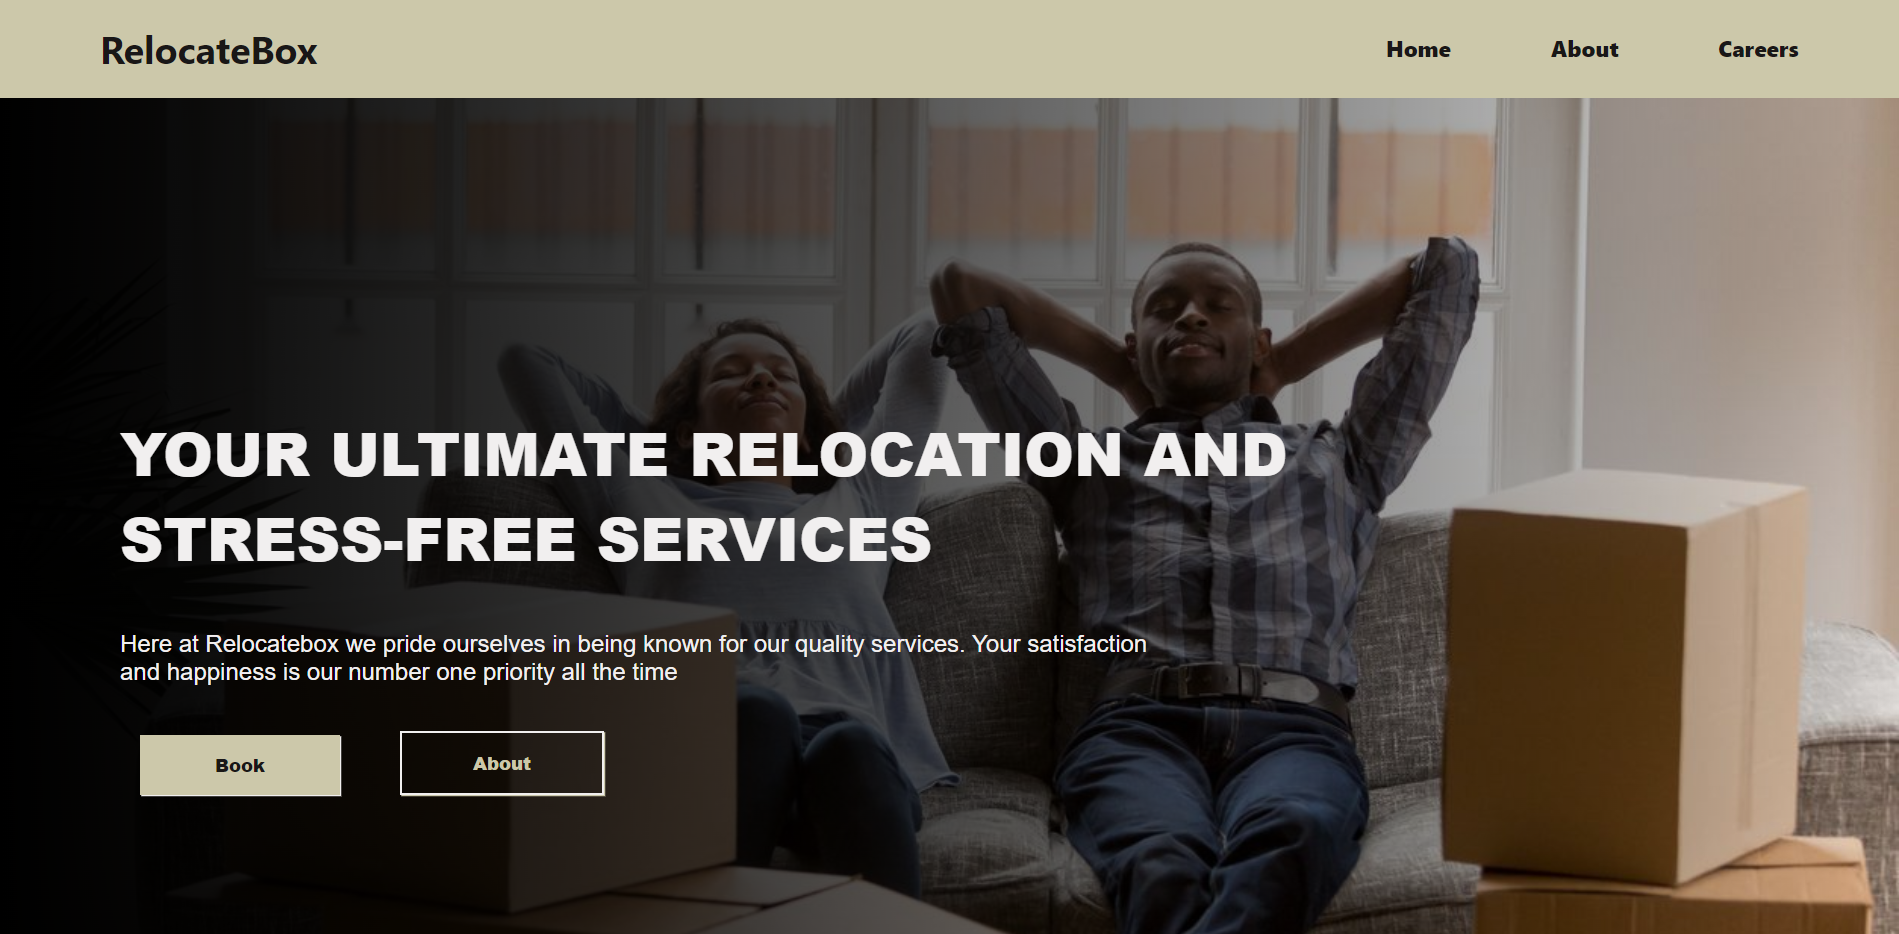 RelocateBox
Home About Careers
YOUR ULTIMATE RELOCATION AND
STRESS-FREE SERVICES
Here at Relocatebox we pride ourselves in being known for our quality services. Your satisfaction
and happiness is our number one priority all the time
Book About